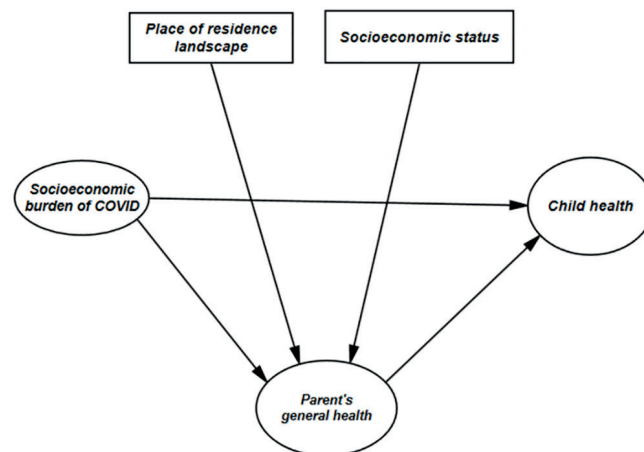 Place of residence
landscape
Socioeconomic status
Socioeconomic
burden of COVID
Child health
Parent's
general health